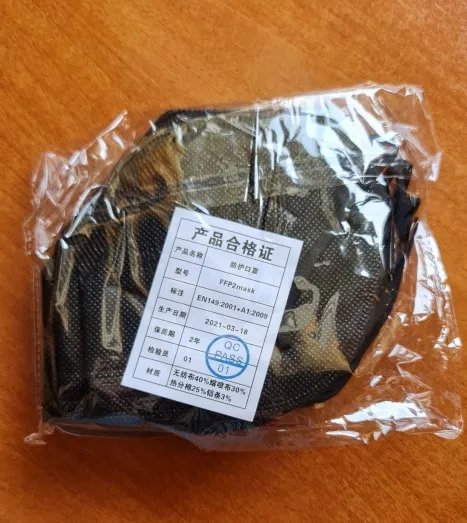 产品合格证
产品名称 防护口罩
型号 FFP2mask
标注 EN149:2001+A1:2009
生产日期 2021-03-18
保质期 2年
检验员 01
QC
PASS
01
材质 无纺布40%熔喷布30%
热分棉25%铝条3%